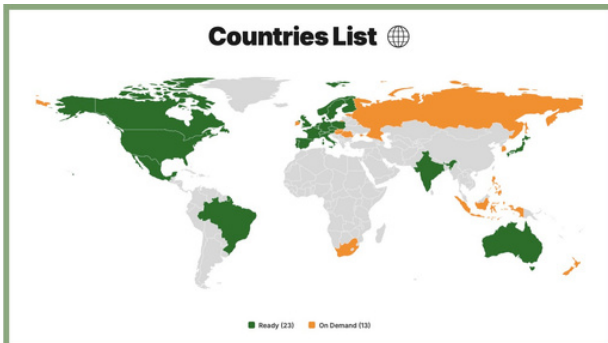 Countries List
Ready (23) On Demand (13)